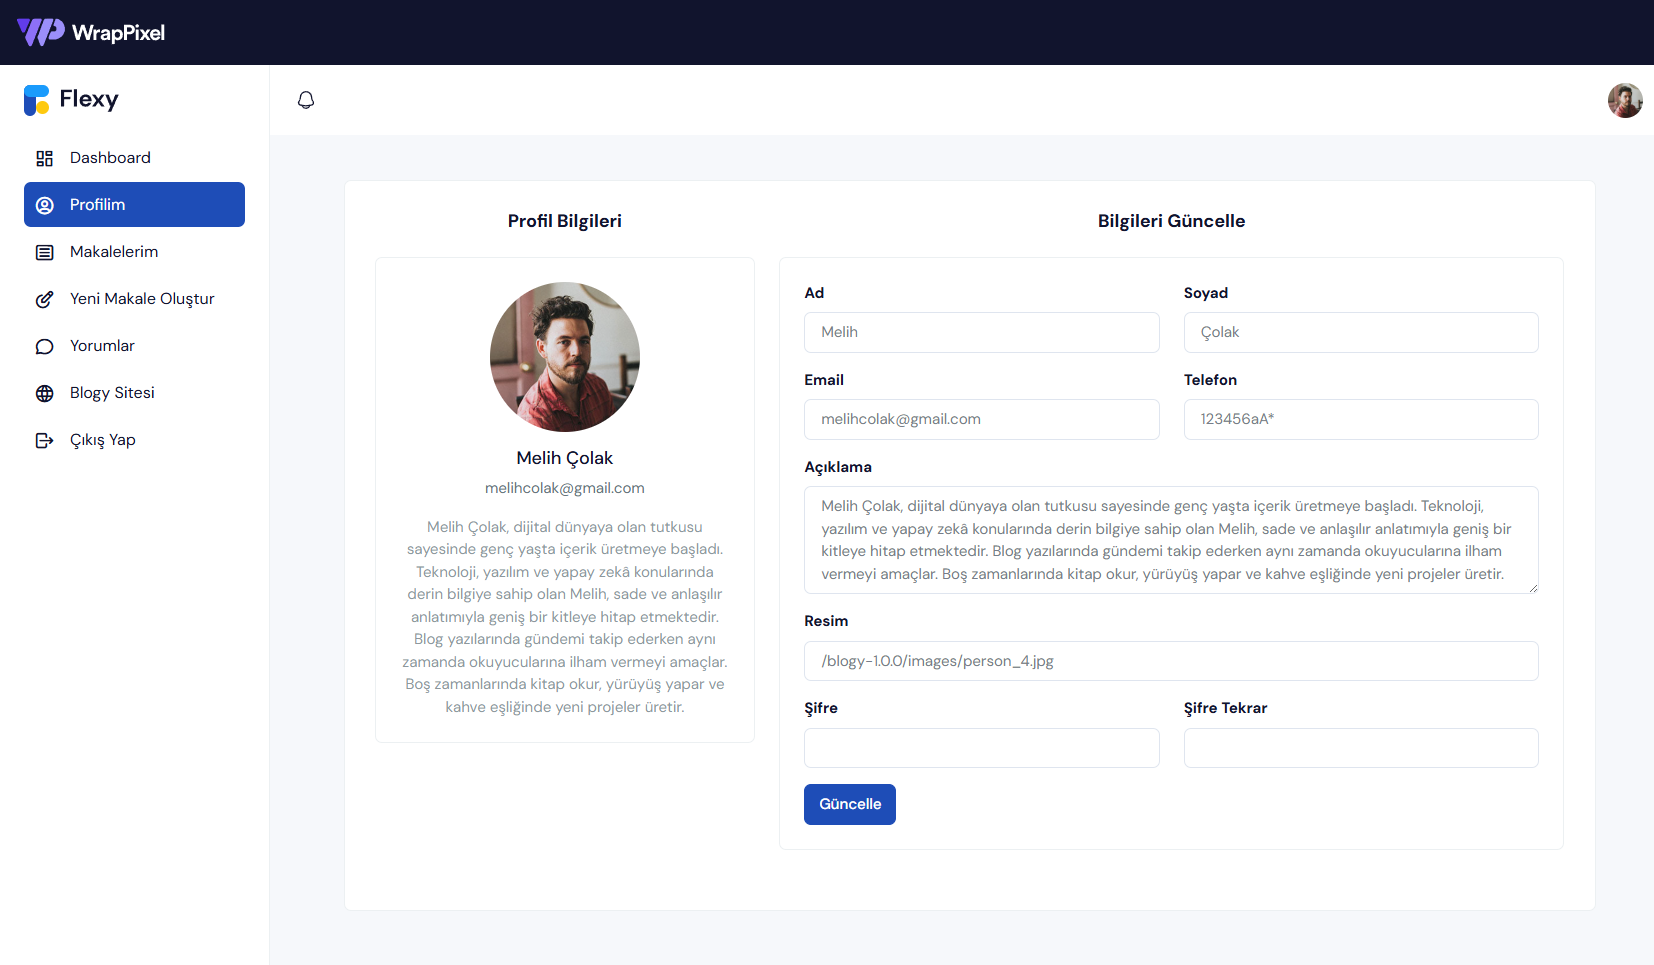 WrapPixel
Flexy
Dashboard
Profilim
Makalelerim
Yeni Makale Oluştur
Yorumlar
Blogy Sitesi
Çıkış Yap
Profil Bilgileri
Melih Çolak
melihcolak@gmail.com
Melih Çolak, dijital dünyaya olan tutkusu
sayesinde genç yaşta içerik üretmeye başladı.
Teknoloji, yazılım ve yapay zekâ konularında
derin bilgiye sahip olan Melih, sade ve anlaşılır
anlatımıyla geniş bir kitleye hitap etmektedir.
Blog yazılarında gündemi takip ederken aynı
zamanda okuyucularına ilham vermeyi amaçlar.
Boş zamanlarında kitap okur, yürüyüş yapar ve
kahve eşliğinde yeni projeler üretir.
Bilgileri Güncelle
Ad
Soyad
Melih
Çolak
Email
Telefon
melihcolak@gmail.com
123456aA*
Açıklama
Melih Çolak, dijital dünyaya olan tutkusu sayesinde genç yaşta içerik üretmeye başladı. Teknoloji,
yazılım ve yapay zekâ konularında derin bilgiye sahip olan Melih, sade ve anlaşılır anlatımıyla geniş bir
kitleye hitap etmektedir. Blog yazılarında gündemi takip ederken aynı zamanda okuyucularına ilham
vermeyi amaçlar. Boş zamanlarında kitap okur, yürüyüş yapar ve kahve eşliğinde yeni projeler üretir.
Resim
/blogy-1.0.0/images/person_4.jpg
Şifre
Şifre Tekrar
Güncelle